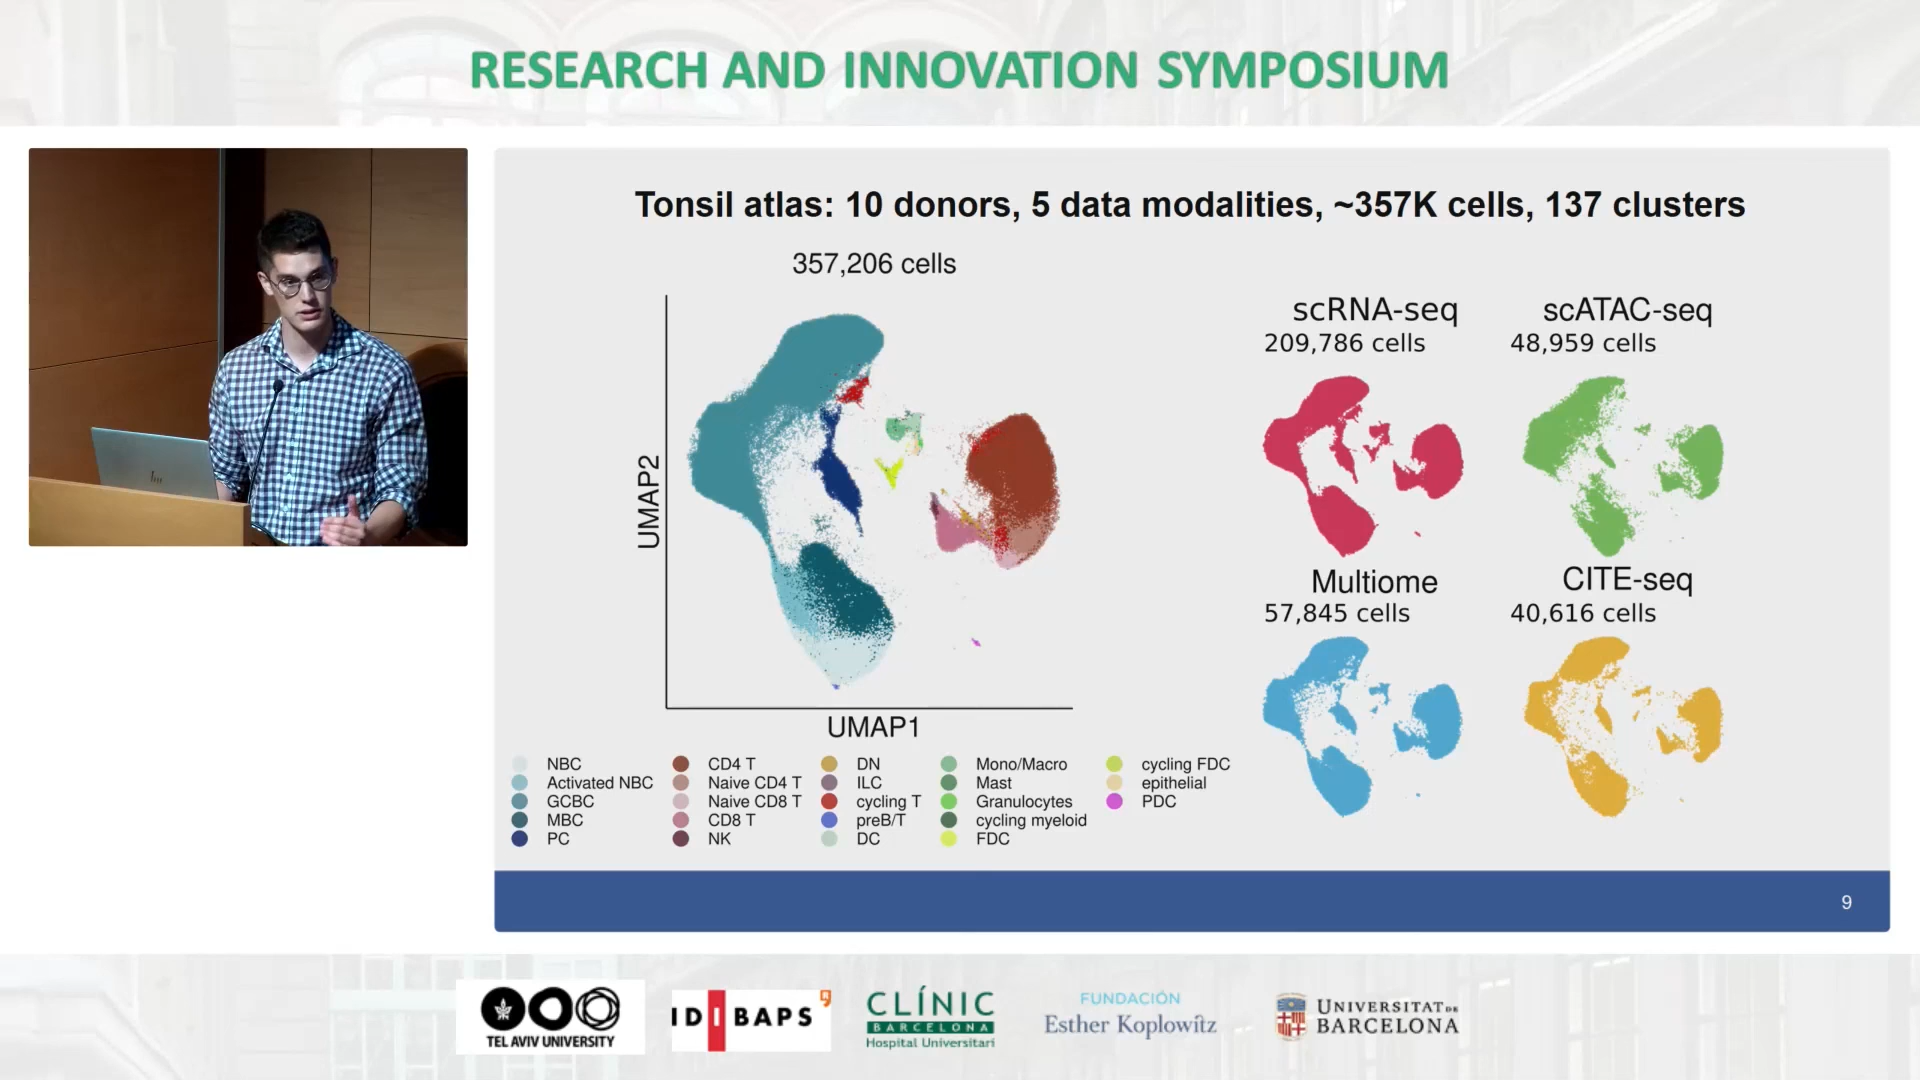 RESEARCH AND INNOVATION SYMPOSIUM
Tonsil atlas: 10 donors, 5 data modalities, ~357K cells, 137 clusters
357,206 cells
UMAP2
UMAP1
scRNA-seq
209,786 cells
scATAC-seq
48,959 cells
Multiome
57,845 cells
CITE-seq
40,616 cells
NBC
Activated NBC
GCBC
MBC
PC
CD4 T
Naive CD4 T
Naive CD8 T
CD8 T
NK
DN
ILC
cycling T
preB/T
DC
Mono/Macro
Mast
Granulocytes
cycling myeloid
FDC
cycling FDC
epithelial
PDC
9
hp
TEL AVIV UNIVERSITY
IDIBAPS
CLÍNIC
BARCELONA
Hospital Universitari
FUNDACIÓN
Esther Koplowitz
UNIVERSITAT DE
BARCELONA